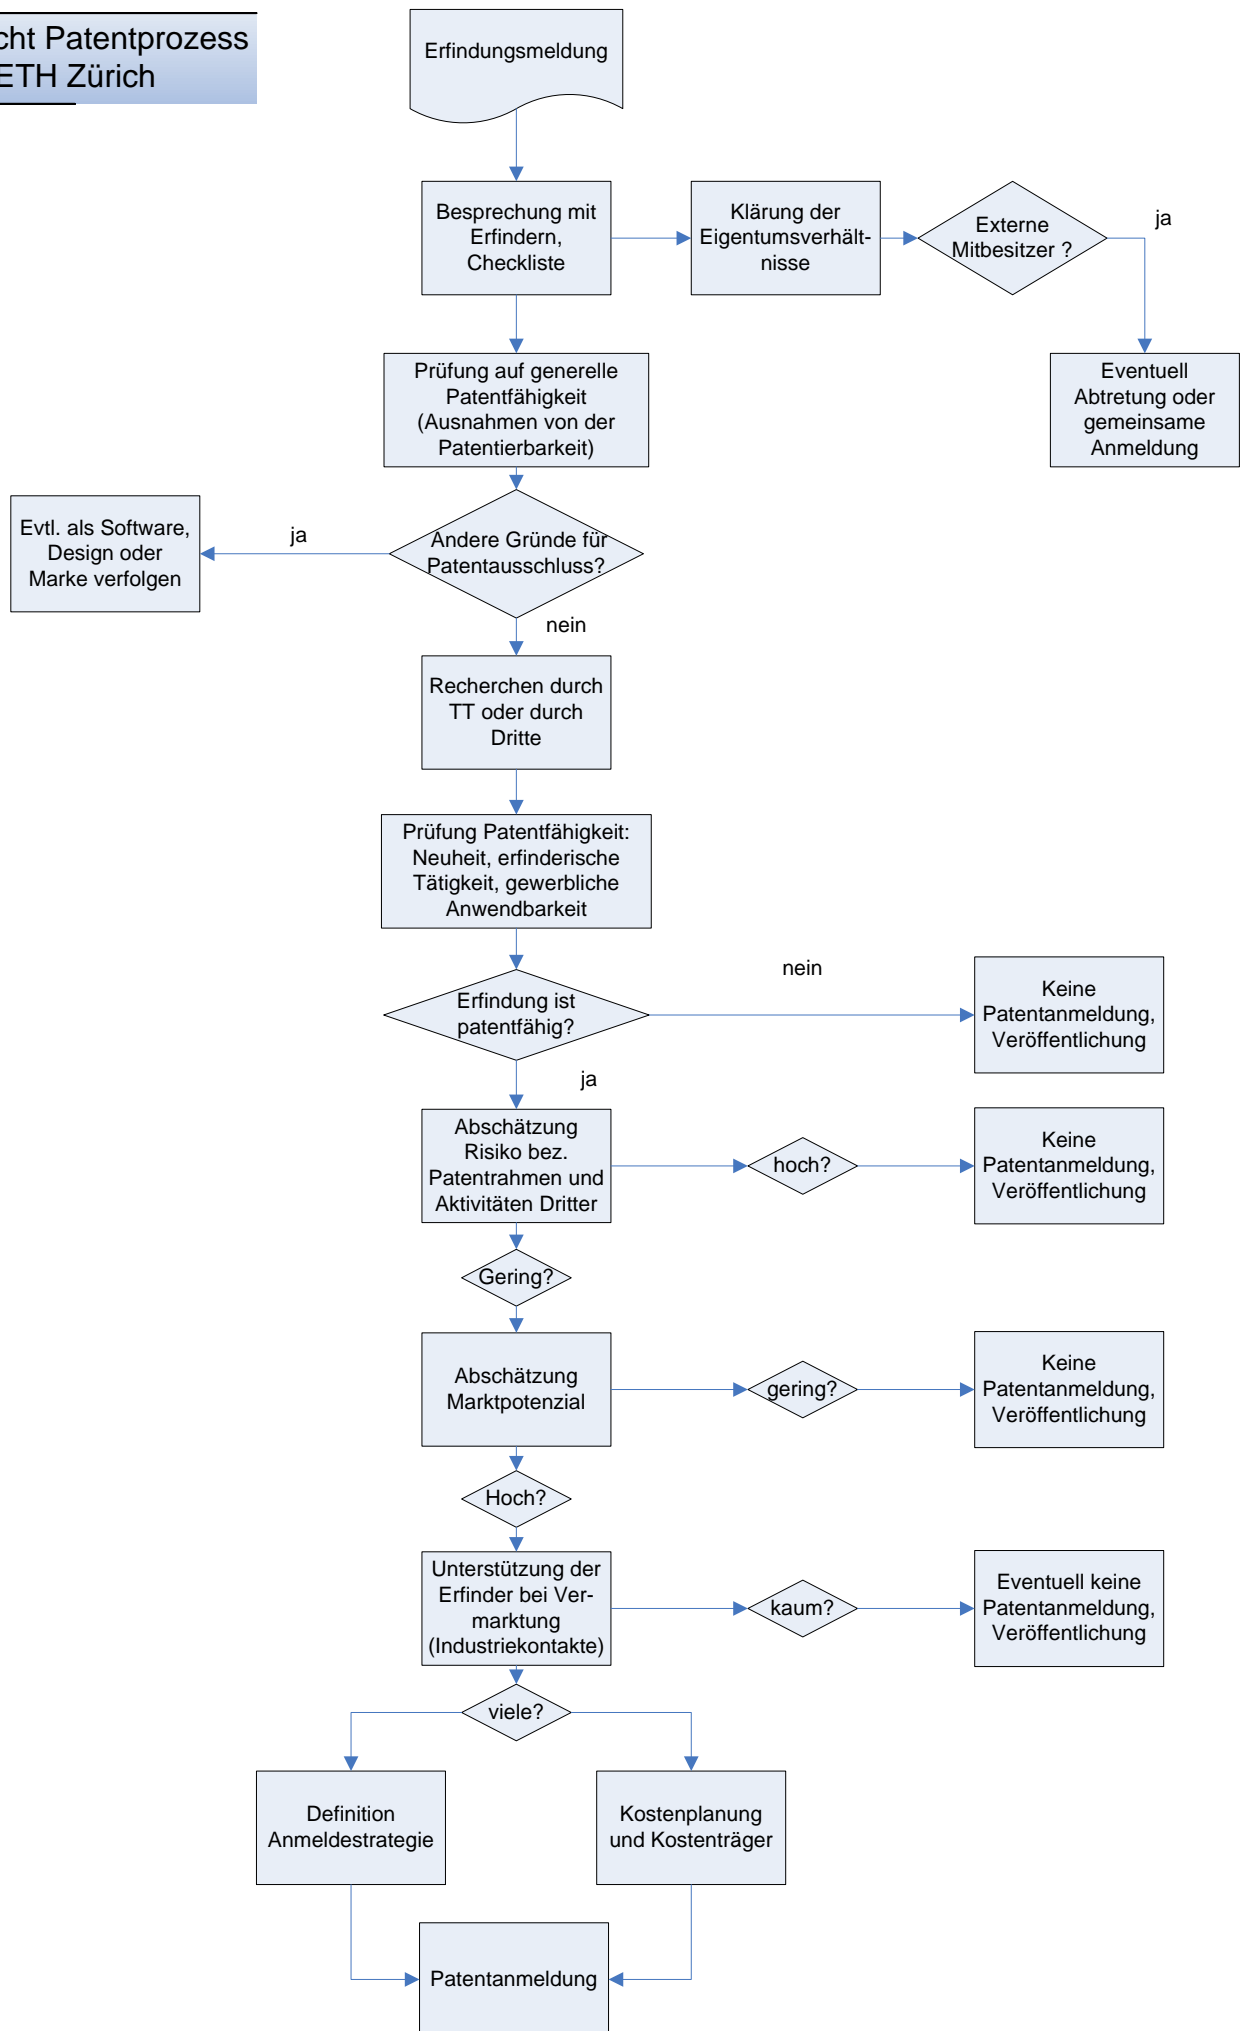 Patentprozess
ETH Zürich
Erfindungsmeldung
Besprechung mit
Erfindern,
Checkliste
Klärung der
Eigentumsverhält-
nisse
Externe
Mitbesitzer ?
ja
Eventuell
Abtretung oder
gemeinsame
Anmeldung
Prüfung auf generelle
Patentfähigkeit
(Ausnahmen von der
Patentierbarkeit)
Andere Gründe für
Patentausschluss?
ja
Evtl. als Software,
Design oder
Marke verfolgen
nein
Recherchen durch
TT oder durch
Dritte
Prüfung Patentfähigkeit:
Neuheit, erfinderische
Tätigkeit, gewerbliche
Anwendbarkeit
Erfindung ist
patentfähig?
nein
Keine
Patentanmeldung,
Veröffentlichung
ja
Abschätzung
Risiko bez.
Patentrahmen und
Aktivitäten Dritter
hoch?
Keine
Patentanmeldung,
Veröffentlichung
Gering?
Abschätzung
Marktpotenzial
gering?
Keine
Patentanmeldung,
Veröffentlichung
Hoch?
Unterstützung der
Erfinder bei Ver-
marktung
(Industriekontakte)
kaum?
Eventuell keine
Patentanmeldung,
Veröffentlichung
viele?
Definition
Anmeldestrategie
Kostenplanung
und Kostenträger
Patentanmeldung